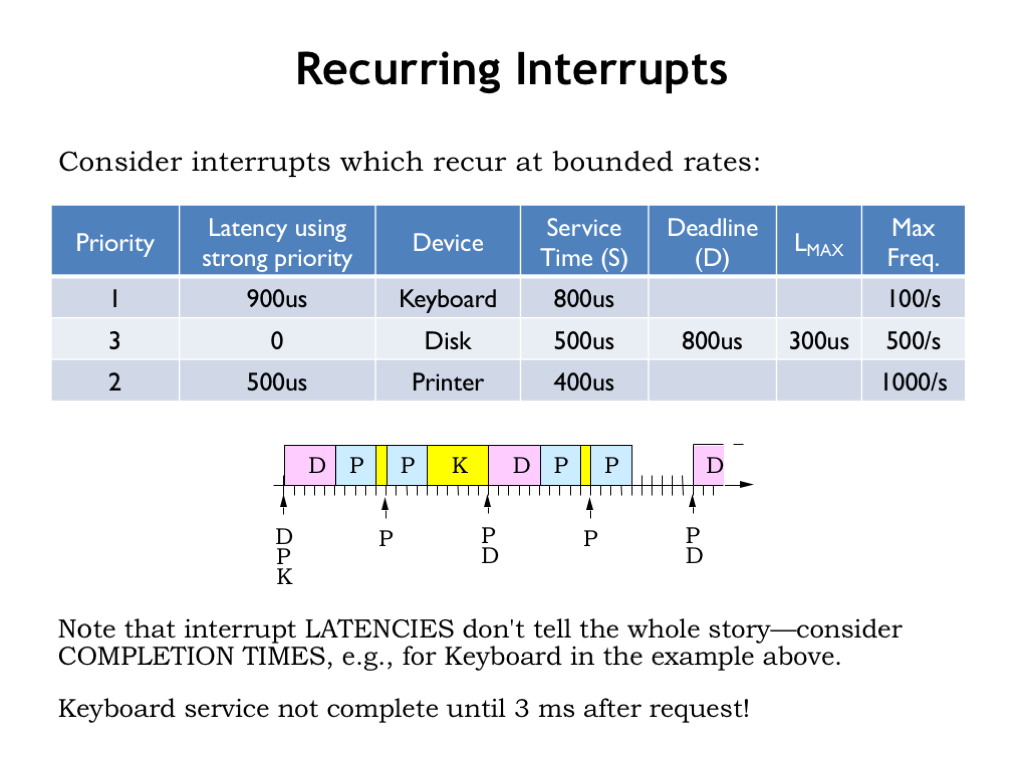 Recurring Interrupts
Consider interrupts which recur at bounded rates:
Priority Latency using strong priority Device Service Time (S) Deadline (D) LMAX Max Freq.
1 900us Keyboard 800us 100/s
3 0 Disk 500us 800us 300us 500/s
2 500us Printer 400us 1000/s
D P P K D P P D
D P P P P
P D D
K
Note that interrupt LATENCIES don't tell the whole story—consider
COMPLETION TIMES, e.g., for Keyboard in the example above.
Keyboard service not complete until 3 ms after request!